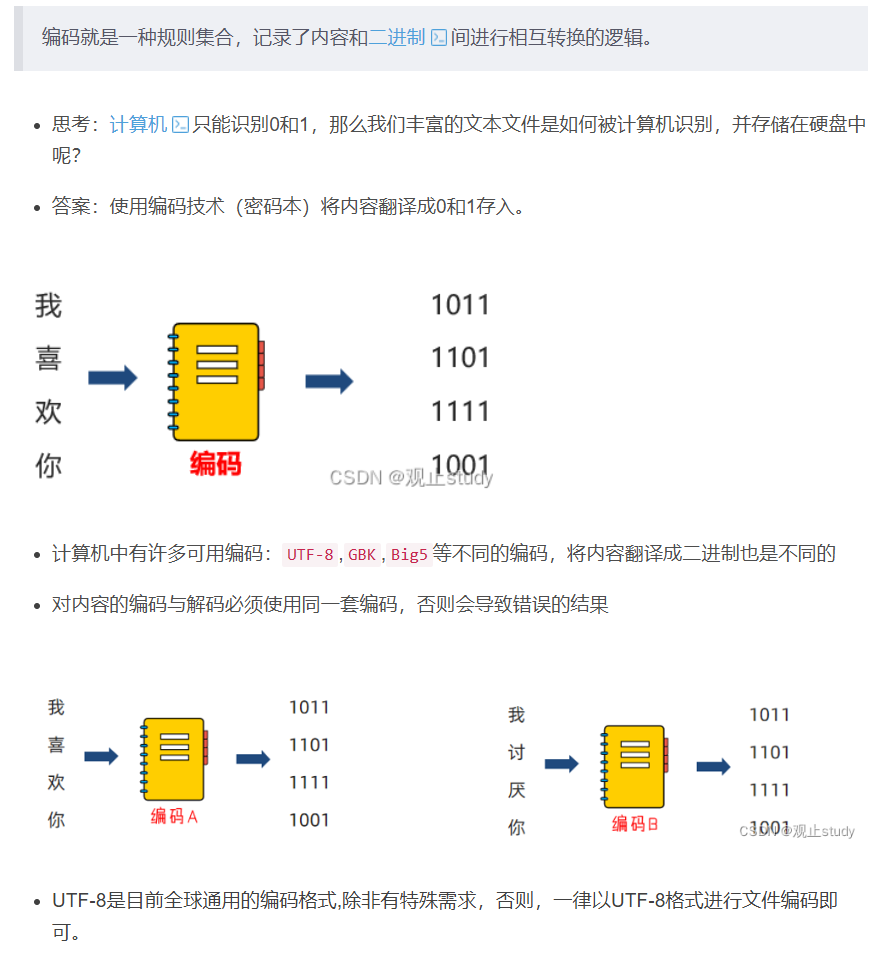 编码就是一种规则集合，记录了内容和二进制间进行相互转换的逻辑。
思考：计算机只能识别0和1，那么我们丰富的文本文件是如何被计算机识别，并存储在硬盘中
呢？
答案：使用编码技术（密码本）将内容翻译成0和1存入。
我
喜
欢
你
编码
1011
1101
1111
1001
CSDN @观止study
计算机中有许多可用编码：UTF-8,GBK,Big5等不同的编码，将内容翻译成二进制也是不同的
对内容的编码与解码必须使用同一套编码，否则会导致错误的结果
我
喜
欢
你
编码A
1011
1101
1111
1001
我
讨
厌
你
编码B
1011
1101
1111
1001
CSDN @观止study
UTF-8是目前全球通用的编码格式,除非有特殊需求，否则，一律以UTF-8格式进行文件编码即
可。